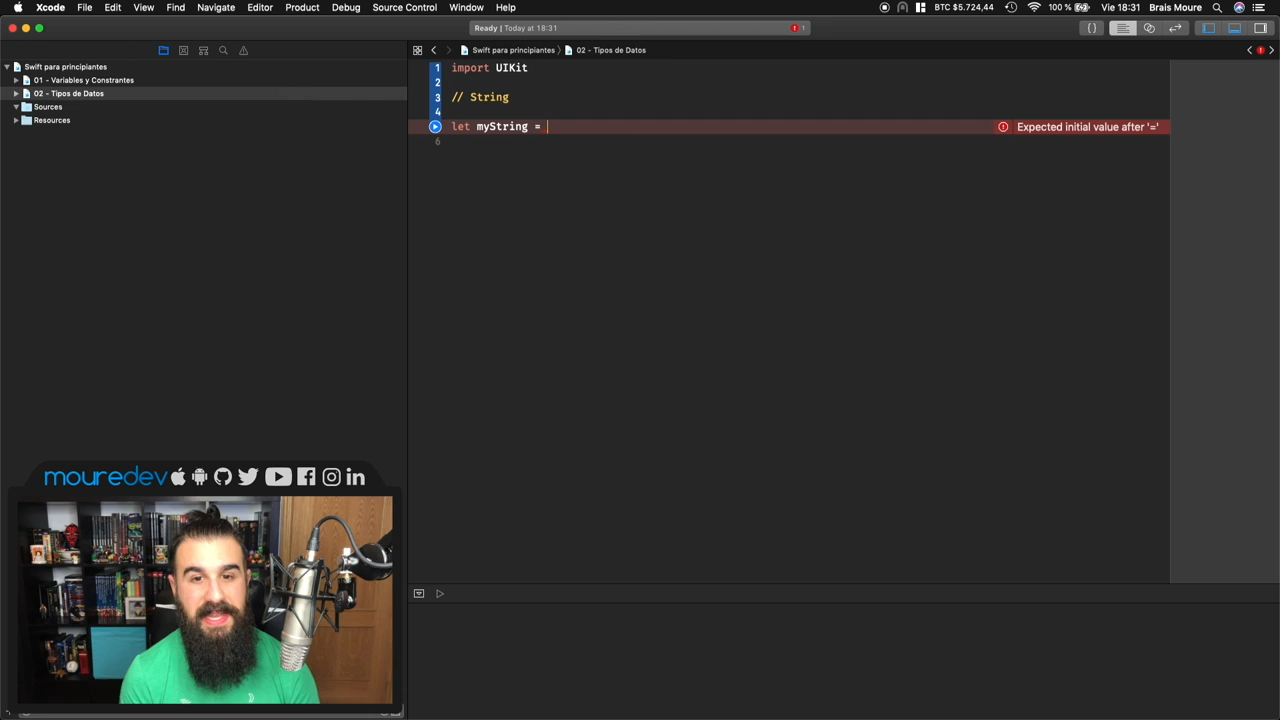 Xcode File Edit View Find Navigate Editor Product Debug Source Control Window Help BTC $5.724,44 100 % Vie 18:31 Brais Moure
Ready | Today at 18:31 1
Swift para principiantes 02 - Tipos de Datos
Swift para principiantes
01 - Variables y Constrantes
02 - Tipos de Datos
Sources
Resources
1 import UIKit
2
3 // String
4
let myString = Expected initial value after '='
6
mouredev